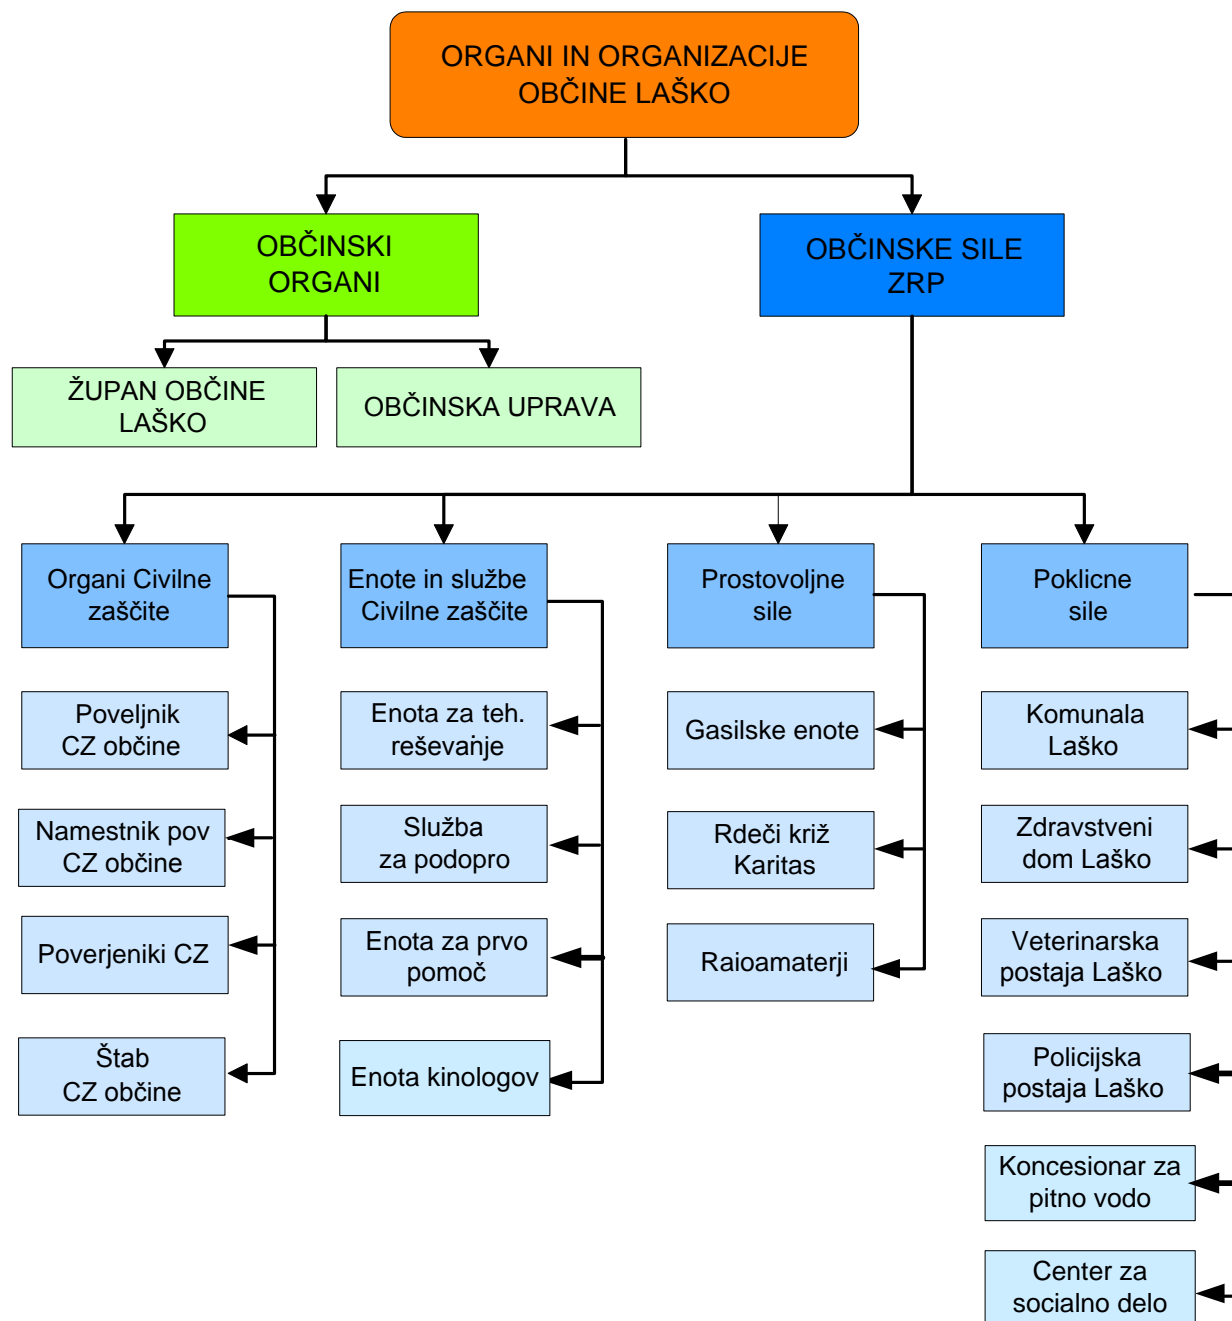 ORGANI IN ORGANIZACIJE
OBČINE LAŠKO
OBČINSKI
ORGANI
OBČINSKE SILE
ZRP
ŽUPAN OBČINE
LAŠKO
OBČINSKA UPRAVA
Organi Civilne
zaščite
Poveljnik
CZ občine
Namestnik pov
CZ občine
Poverjeniki CZ
Štab
CZ občine
Enote in službe
Civilne zaščite
Enota za teh.
reševanje
Služba
za podopro
Enota za prvo
pomoč
Enota kinologov
Prostovoljne
sile
Gasilske enote
Rdeči križ
Karitas
Raioamaterji
Poklicne
sile
Komunala
Laško
Zdravstveni
dom Laško
Veterinarska
postaja Laško
Policijska
postaja Laško
Koncesionar za
pitno vodo
Center za
socialno delo